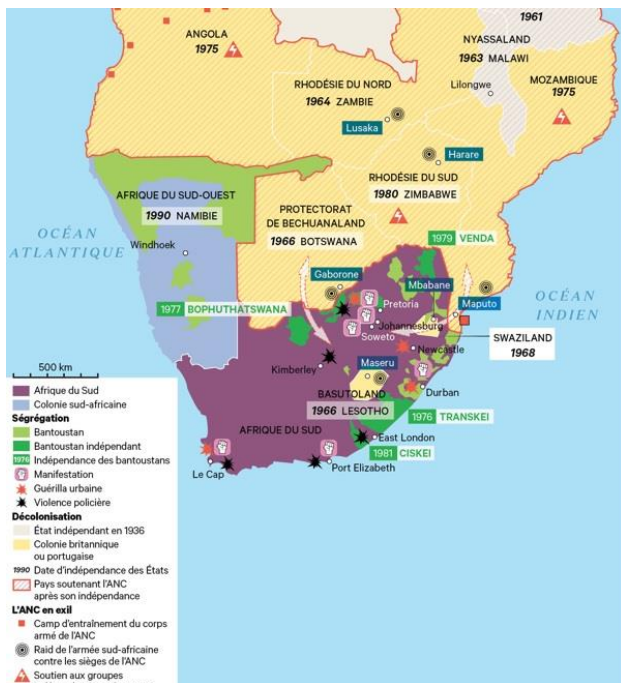 1961
ANGOLA
1975
NYASSALAND
1963 MALAWI
MOZAMBIQUE
1975
RHODÉSIE DU NORD
1964 ZAMBIE
Lilongwe
Lusaka
Harare
RHODÉSIE DU SUD
1980 ZIMBABWE
AFRIQUE DU SUD-OUEST
1990 NAMIBIE
PROTECTORAT
DE BECHUANALAND
1966 BOTSWANA
OCÉAN
ATLANTIQUE
Windhoek
1979 VENDA
Gaborone
Mbabane
Pretoria
Maputo
OCÉAN
INDIEN
1977 BOPHUTHATSWANA
Johannesburg
Soweto
SWAZILAND
1968
Newcastle
Kimberley
Maseru
BASUTOLAND
1966 LESOTHO
Durban
1976 TRANSKEI
AFRIQUE DU SUD
East London
1981 CISKEI
Le Cap
Port Elizabeth
500 km
Afrique du Sud
Colonie sud-africaine
Ségrégation
Bantoustan
Bantoustan indépendant
1976 Indépendance des bantoustans
Manifestation
Guérilla urbaine
Violence policière
Décolonisation
État indépendant en 1936
Colonie britannique
ou portugaise
1990 Date d'indépendance des États
Pays soutenant l'ANC
après son indépendance
L'ANC en exil
Camp d'entraînement du corps
armé de l'ANC
Raid de l'armée sud-africaine
contre les sièges de l'ANC
Soutien aux groupes